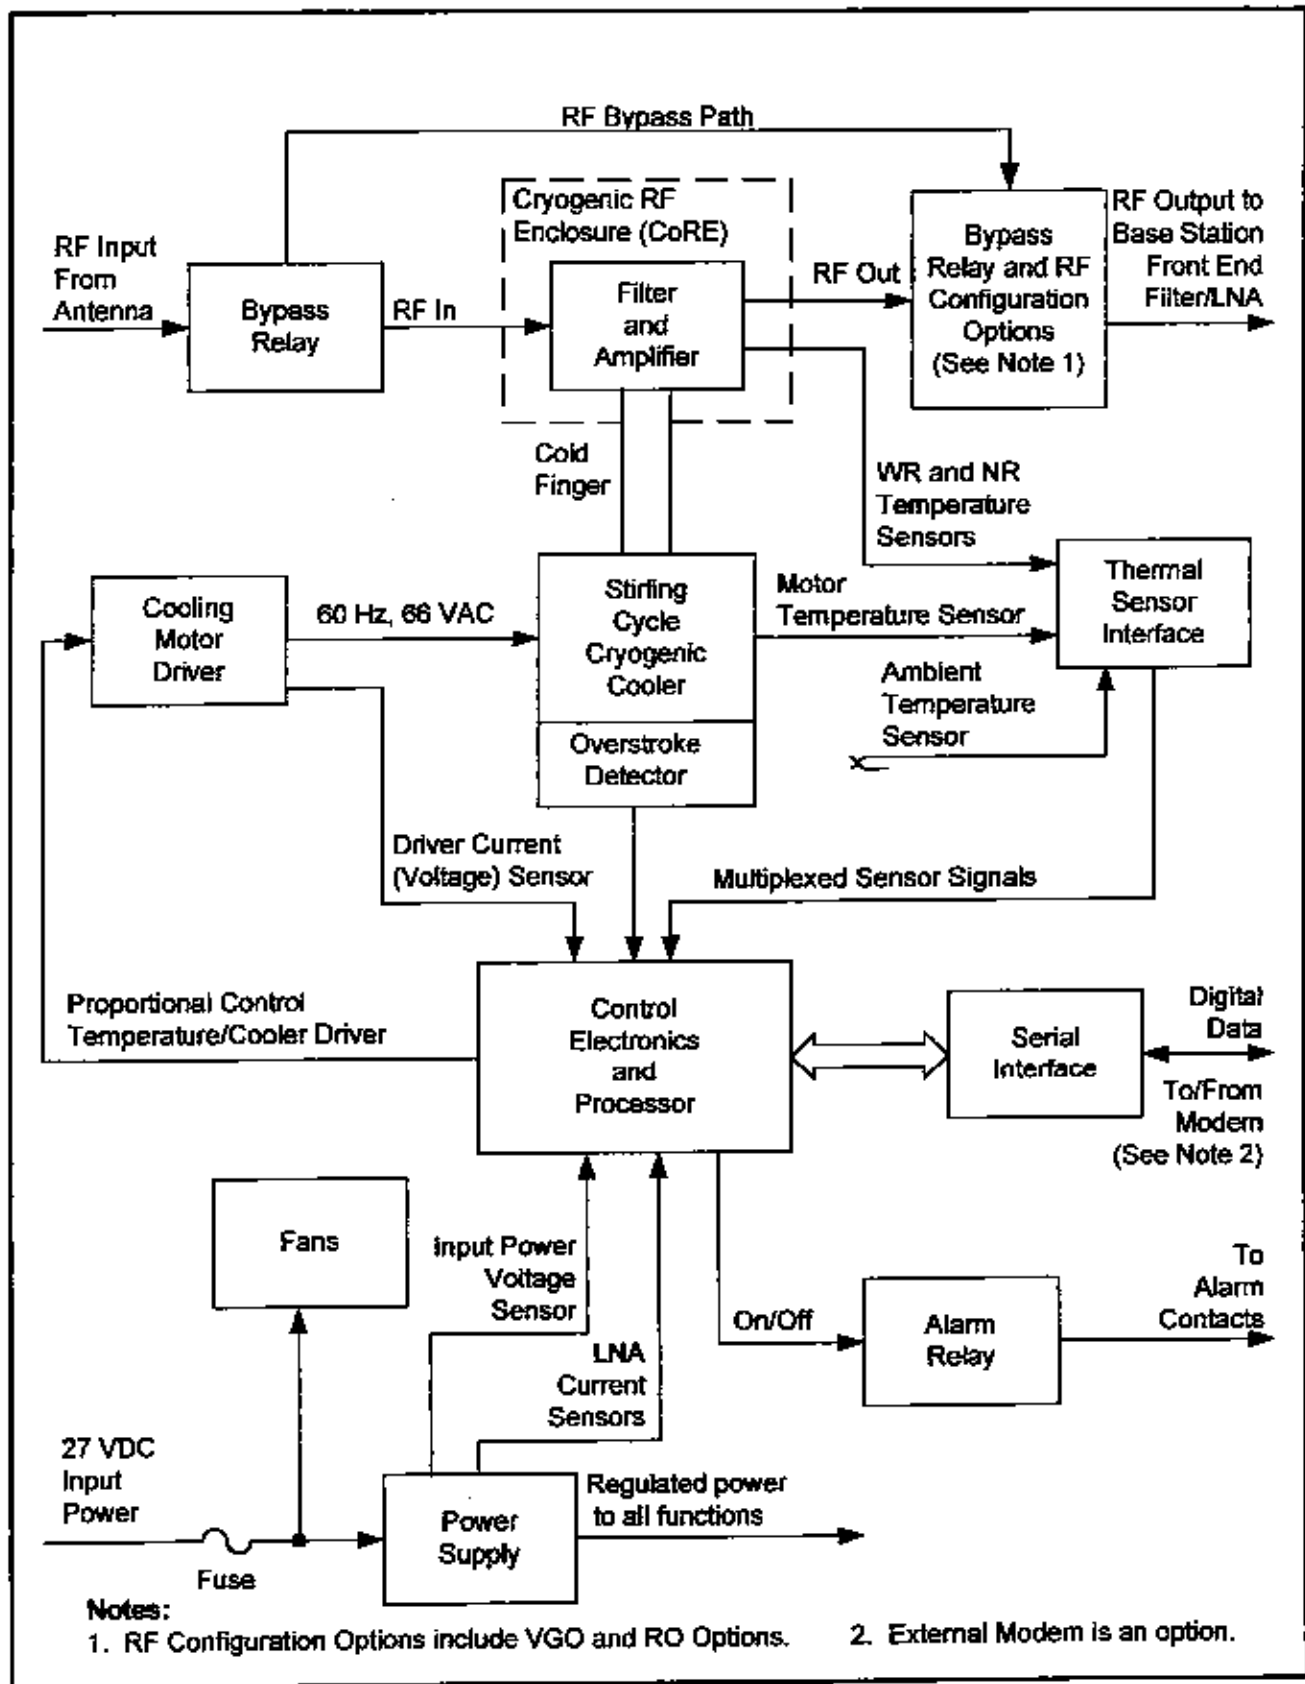 RF Bypass Path
Cryogenic RF
Enclosure (CoRE)
RF Input
From
Antenna
Bypass
Relay
RF In
Filter
and
Amplifier
RF Out
Bypass
Relay and RF
Configuration
Options
(See Note 1)
RF Output to
Base Station
Front End
Filter/LNA
Cold
Finger
WR and NR
Temperature
Sensors
Cooling
Motor
Driver
60 Hz, 66 VAC
Stirling
Cycle
Cryogenic
Cooler
Motor
Temperature Sensor
Thermal
Sensor
Interface
Ambient
Temperature
Sensor
Overstroke
Detector
Driver Current
(Voltage) Sensor
Multiplexed Sensor Signals
Proportional Control
Temperature/Cooler Driver
Control
Electronics
and
Processor
Serial
Interface
Digital
Data
To/From
Modem
(See Note 2)
Fans
Input Power
Voltage
Sensor
LNA
Current
Sensors
On/Off
Alarm
Relay
To
Alarm
Contacts
27 VDC
Input
Power
Fuse
Power
Supply
Regulated power
to all functions
Notes:
1. RF Configuration Options include VGO and RO Options.
2. External Modem is an option.